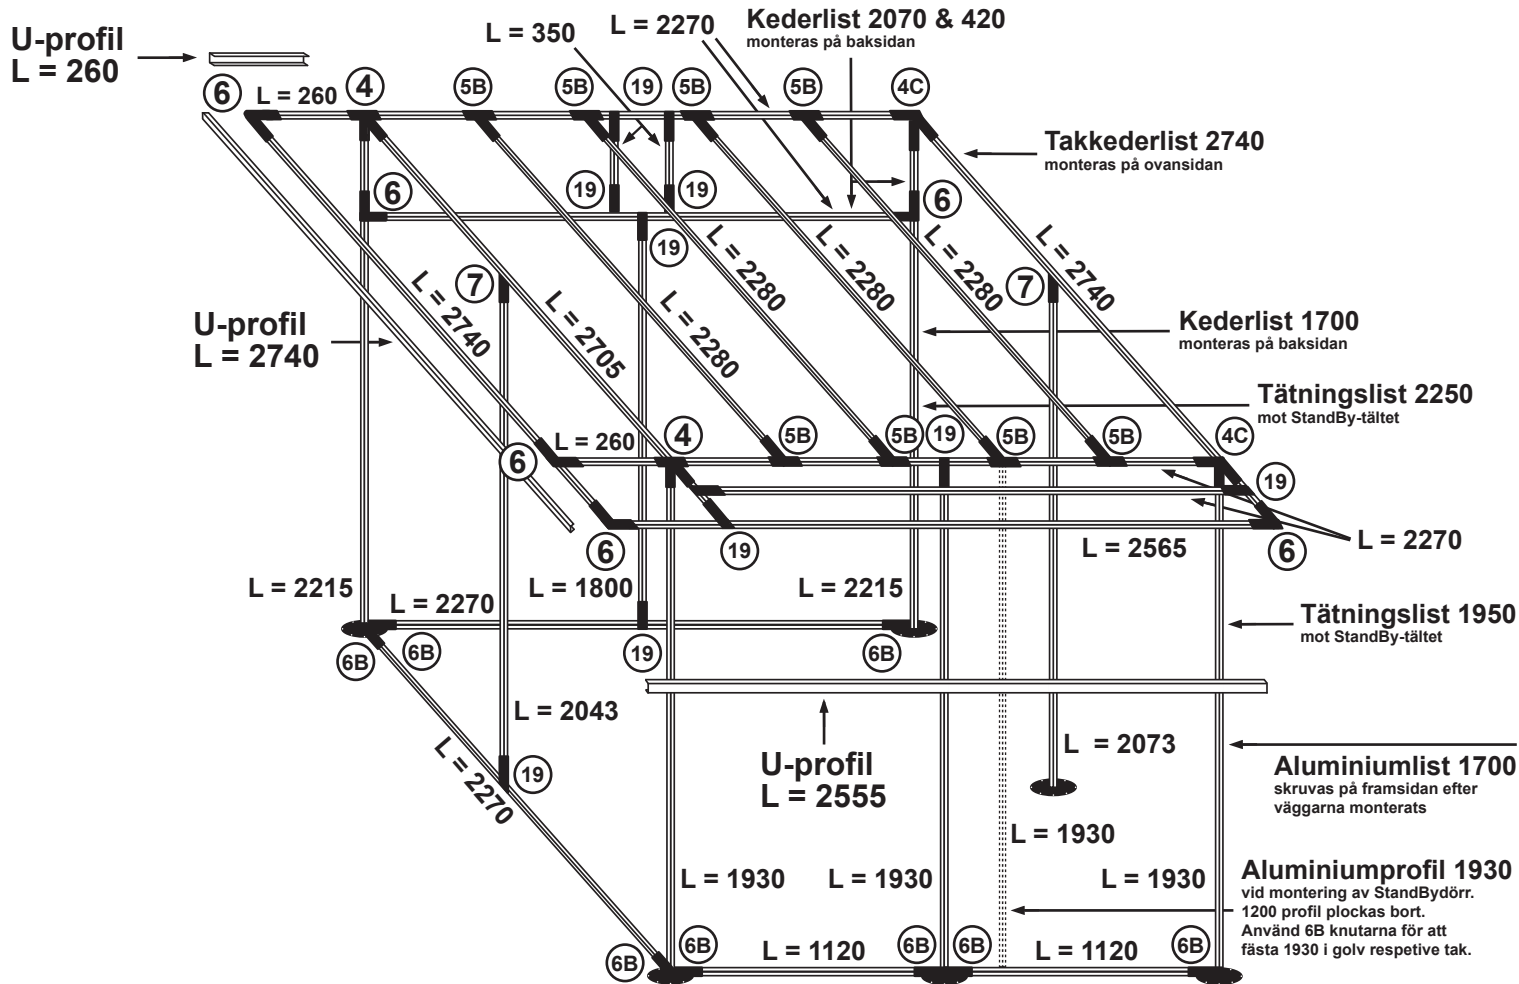 U-profil
L = 260
L = 350
L = 2270
Kederlist 2070 & 420
monteras på baksidan
6
L = 260
4
5B
5B
19
5B
5B
4C
Takkederlist 2740
monteras på ovansidan
6
19
19
6
19
L = 2280
L = 2280
L = 2280
L = 2740
7
7
U-profil
L = 2740
L = 2740
L = 2705
L = 2280
Kederlist 1700
monteras på baksidan
Tätningslist 2250
mot StandBy-tältet
6
L = 260
4
5B
5B
19
5B
5B
4C
19
6
19
L = 2565
6
L = 2270
L = 2215
L = 2270
L = 1800
L = 2215
Tätningslist 1950
mot StandBy-tältet
6B
6B
19
6B
L = 2043
L = 2270
19
U-profil
L = 2555
L = 2073
Aluminiumlist 1700
skruvas på framsidan efter
väggarna monterats
L = 1930
L = 1930
L = 1930
L = 1930
Aluminiumprofil 1930
vid montering av StandBydörr.
1200 profil plockas bort.
Använd 6B knutarna för att
fästa 1930 i golv respetive tak.
6B
6B
L = 1120
6B
6B
L = 1120
6B